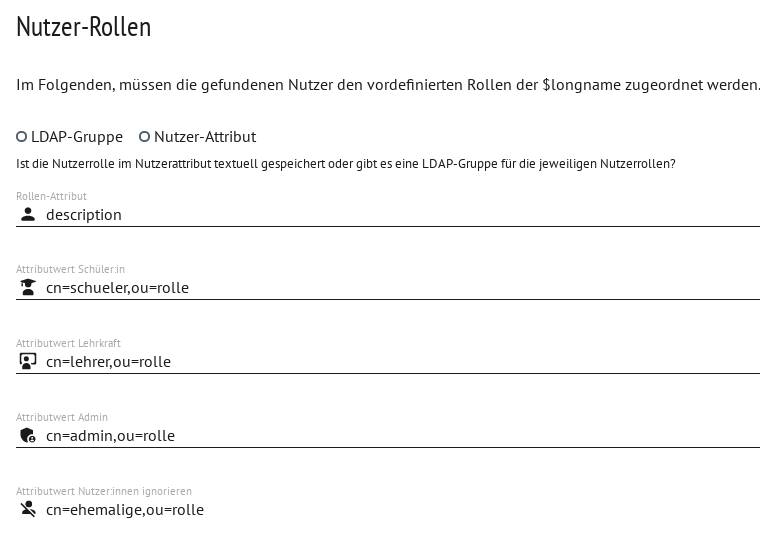 Nutzer-Rollen
Im Folgenden, müssen die gefundenen Nutzer den vordefinierten Rollen der $longname zugeordnet werden.
LDAP-Gruppe Nutzer-Attribut
Ist die Nutzerrolle im Nutzerattribut textuell gespeichert oder gibt es eine LDAP-Gruppe für die jeweiligen Nutzerrollen?
Rollen-Attribut
description
Attributwert Schüler:in
cn=schueler,ou=rolle
Attributwert Lehrkraft
cn=lehrer,ou=rolle
Attributwert Admin
cn=admin,ou=rolle
Attributwert Nutzer:innen ignorieren
cn=ehemalige,ou=rolle